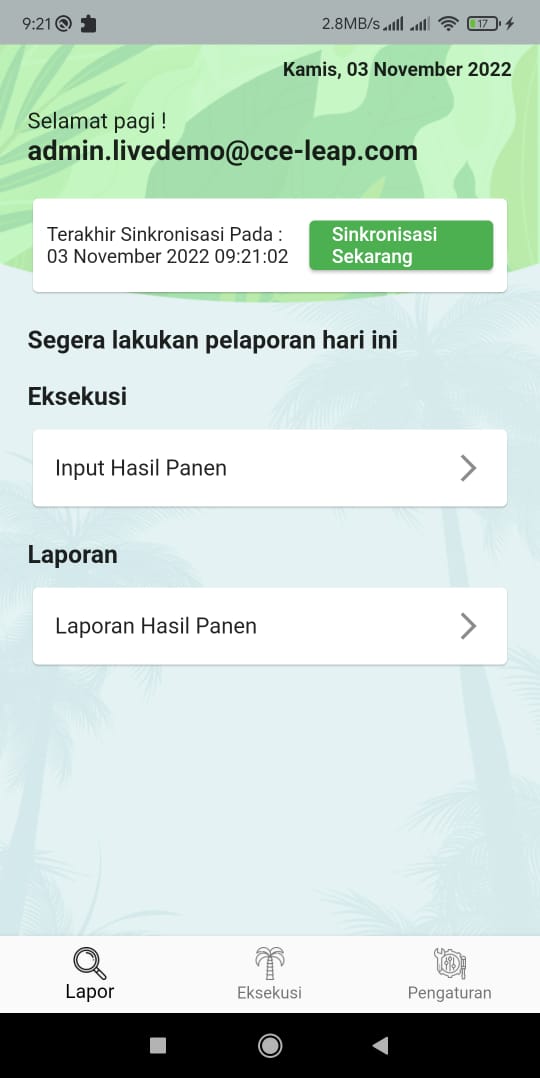 9:21
2.8MB/s
17
Kamis, 03 November 2022
Selamat pagi !
admin.livedemo@cce-leap.com
Terakhir Sinkronisasi Pada :
03 November 2022 09:21:02
Sinkronisasi
Sekarang
Segera lakukan pelaporan hari ini
Eksekusi
Input Hasil Panen
Laporan
Laporan Hasil Panen
Lapor
Eksekusi
Pengaturan